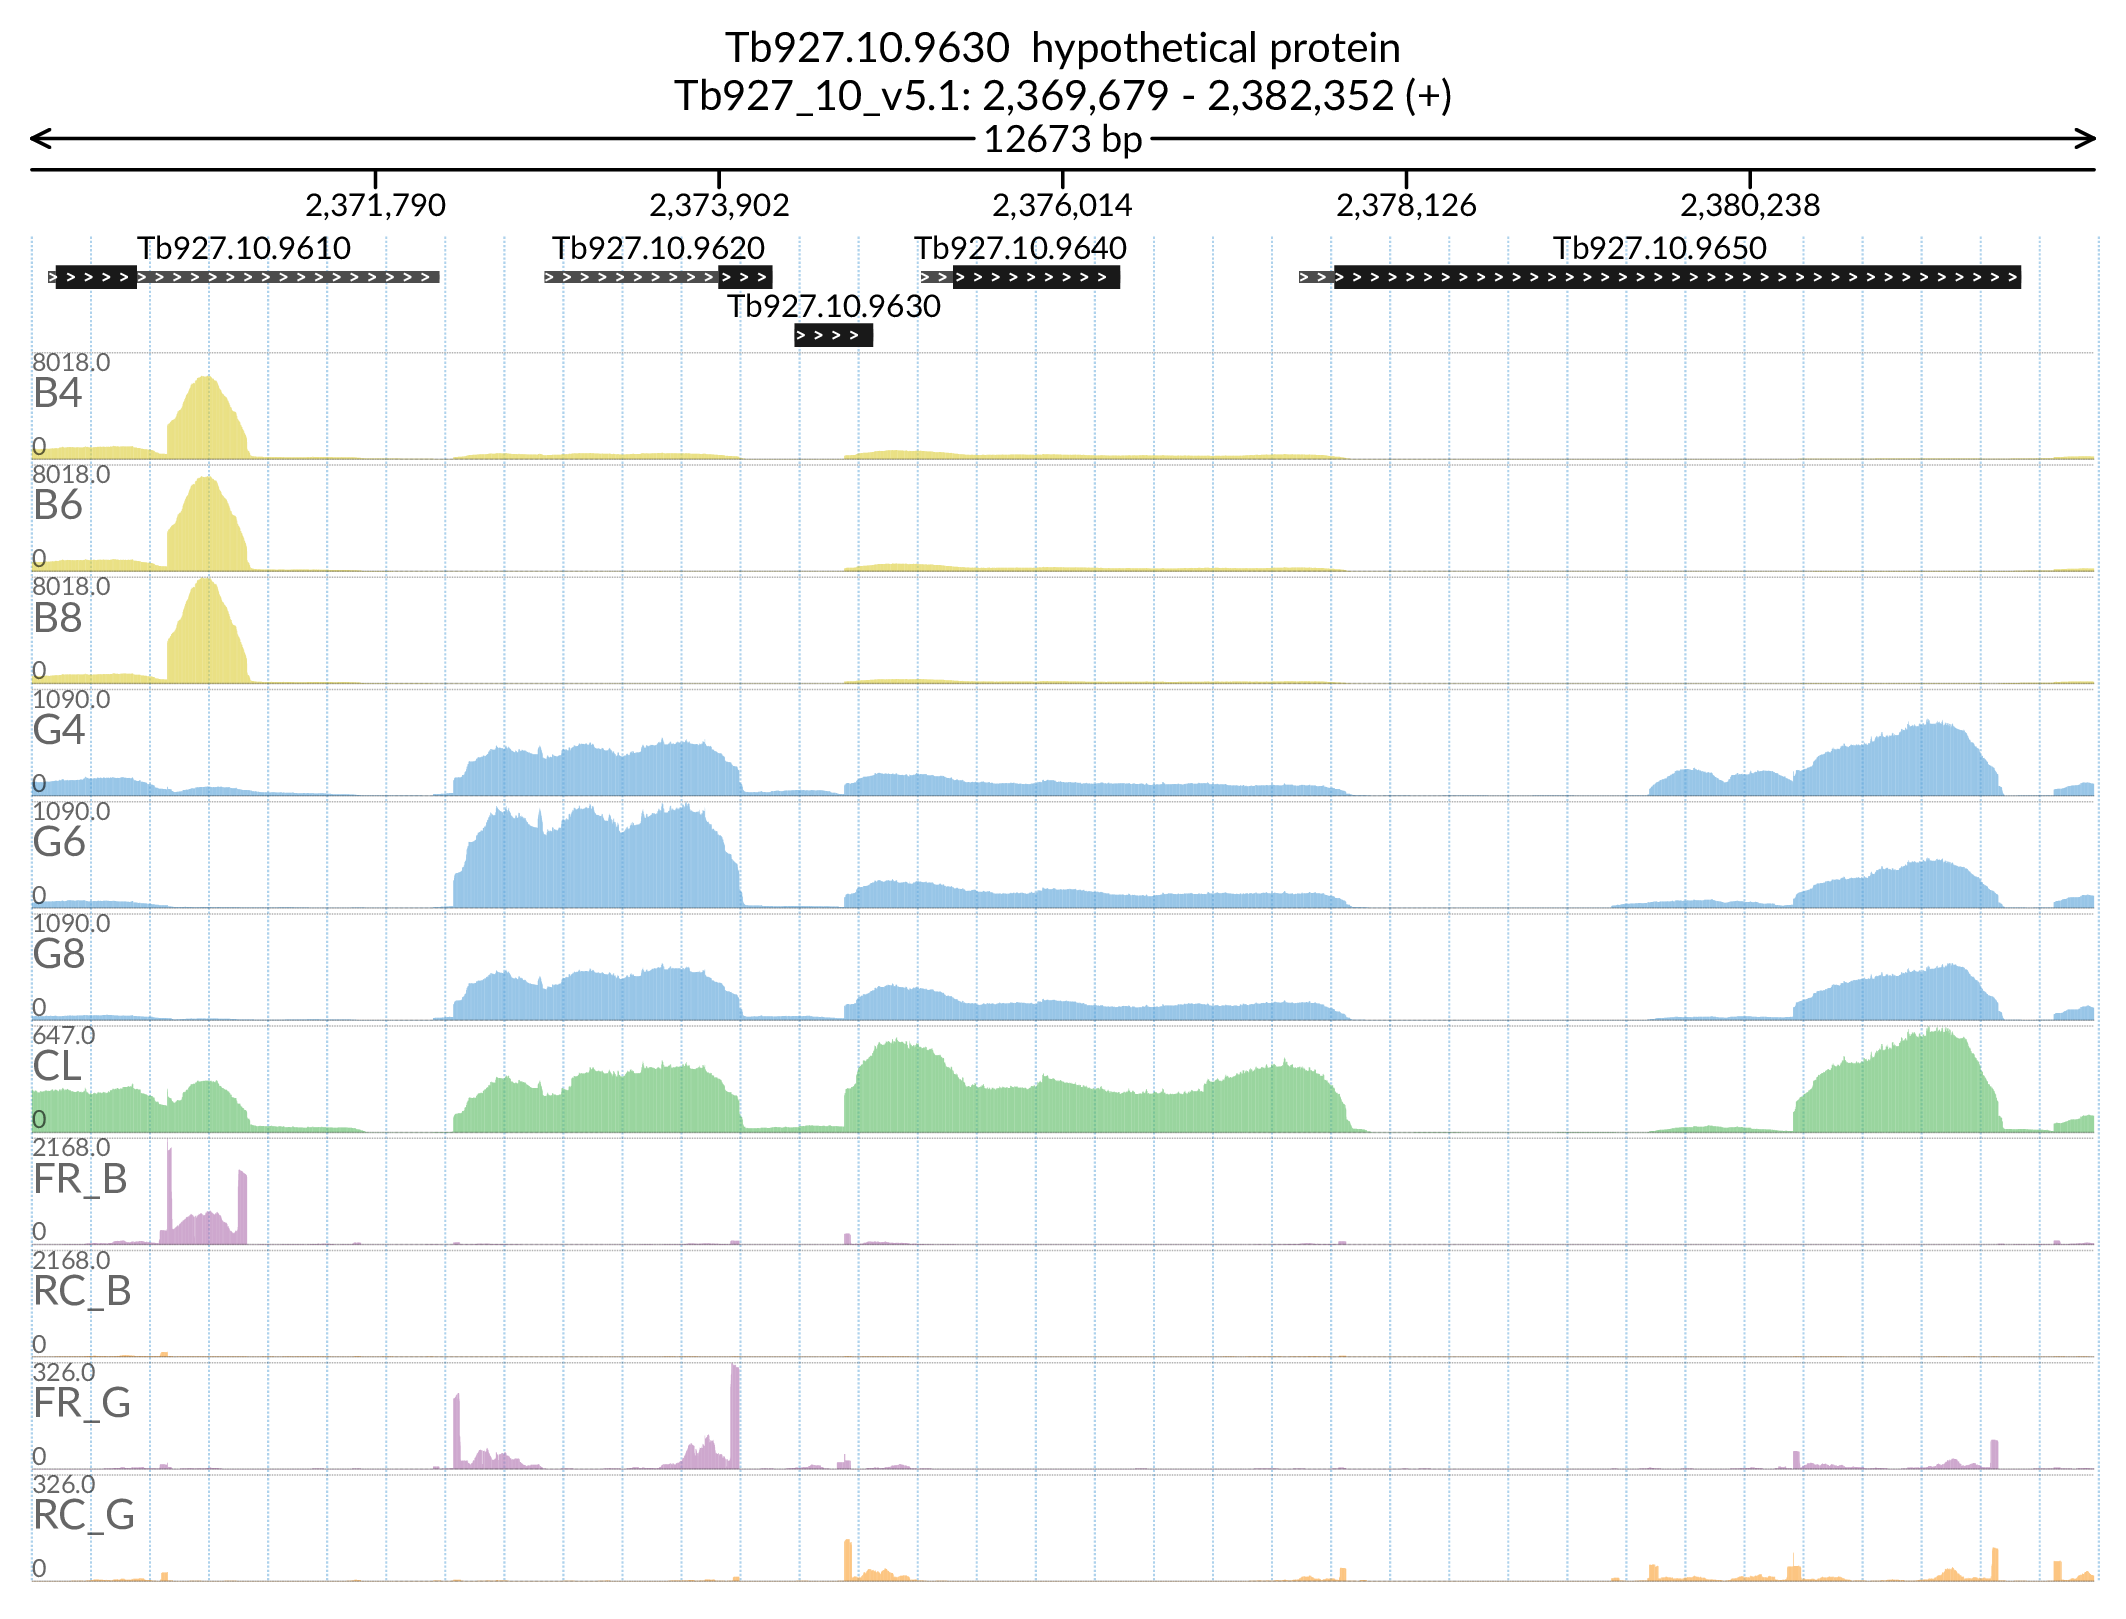 Tb927.10.9630 hypothetical protein
Tb927_10_v5.1: 2,369,679 - 2,382,352 (+)
12673 bp
2,371,790 2,373,902 2,376,014 2,378,126 2,380,238
Tb927.10.9610 Tb927.10.9620 Tb927.10.9640 Tb927.10.9650
Tb927.10.9630
8018.0
B4
0
8018.0
B6
0
8018.0
B8
0
1090.0
G4
0
1090.0
G6
0
1090.0
G8
0
647.0
CL
0
2168.0
FR_B
0
2168.0
RC_B
0
326.0
FR_G
0
326.0
RC_G
0